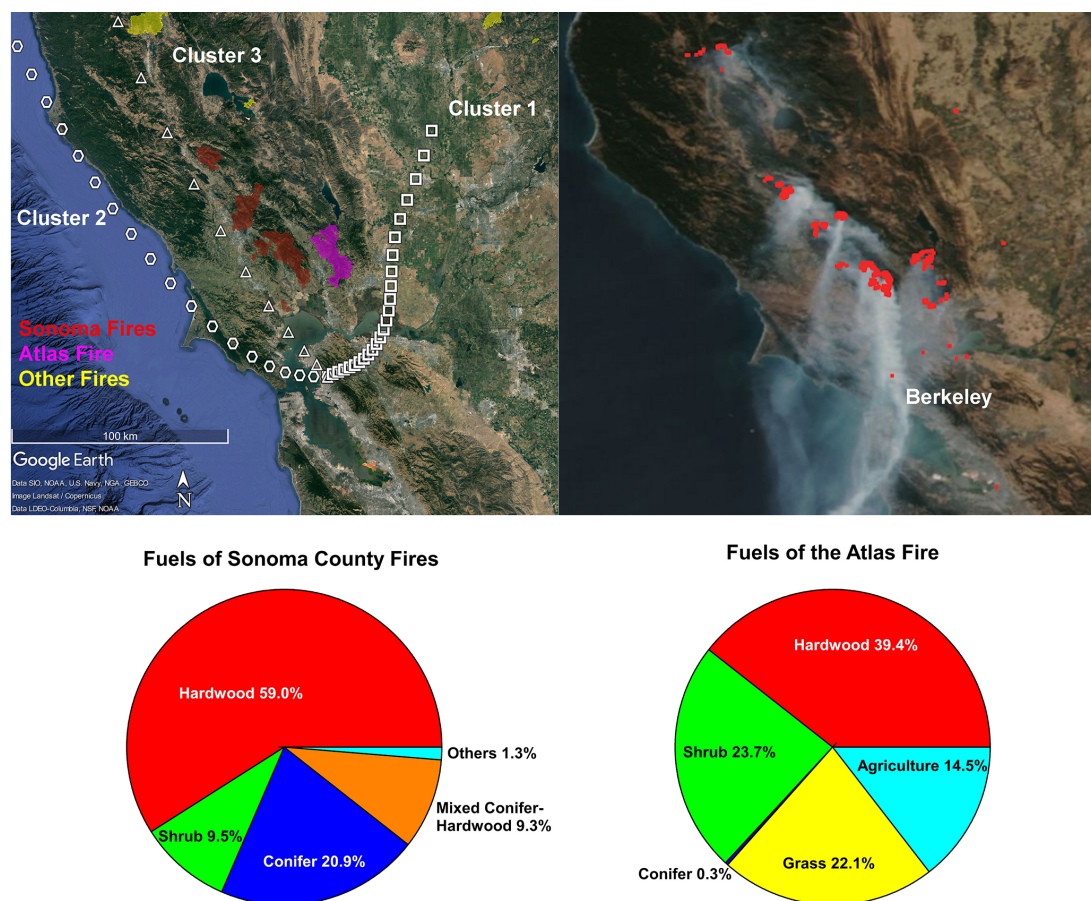 Cluster 3
Cluster 1
Cluster 2
Sonoma Fires
Atlas Fire
Other Fires
100 km
Google Earth
Data SIO, NOAA, U.S. Navy, NGA, GEBCO
Image Landsat / Copernicus
Data LDEO-Columbia, NSF, NOAA
N
Berkeley
Fuels of Sonoma County Fires
Hardwood 59.0%
Others 1.3%
Mixed Conifer-
Hardwood 9.3%
Shrub 9.5%
Conifer 20.9%
Fuels of the Atlas Fire
Hardwood 39.4%
Shrub 23.7%
Agriculture 14.5%
Grass 22.1%
Conifer 0.3%